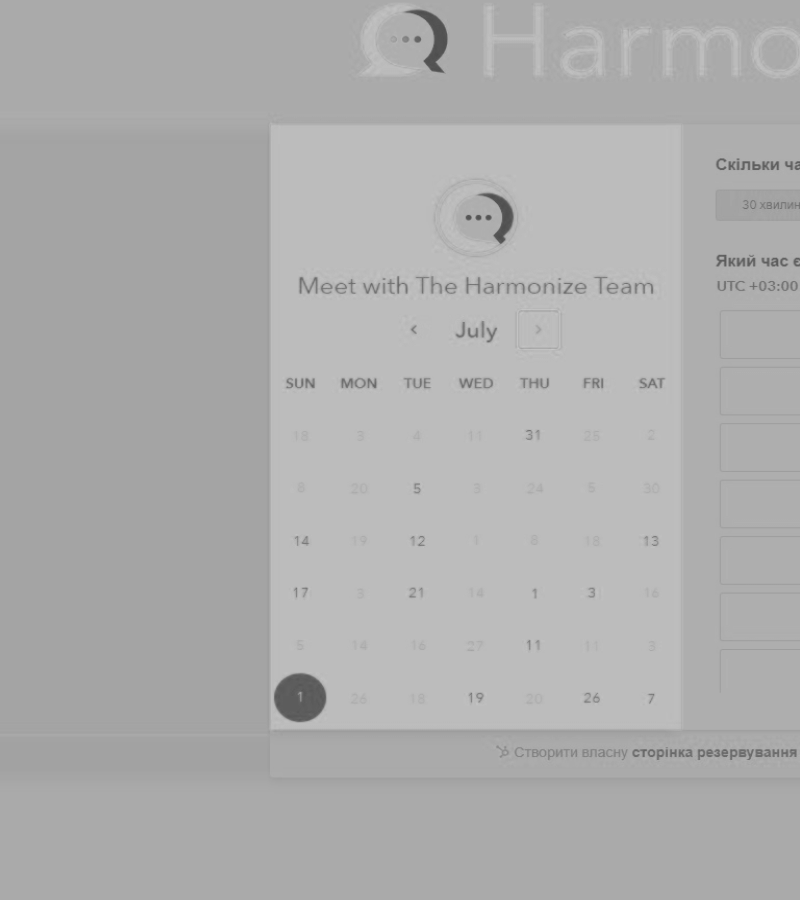 Harmo
Meet with The Harmonize Team
July
SUN MON TUE WED THU FRI SAT
18 3 4 11 31 25 2
8 20 5 3 24 5 30
14 19 12 1 8 18 13
17 3 21 14 1 3 16
5 14 16 27 11 11 3
1 26 18 19 20 26 7
Скільки ча
30 хвилин
Який час є
UTC +03:00
Створити власну сторінка резервування